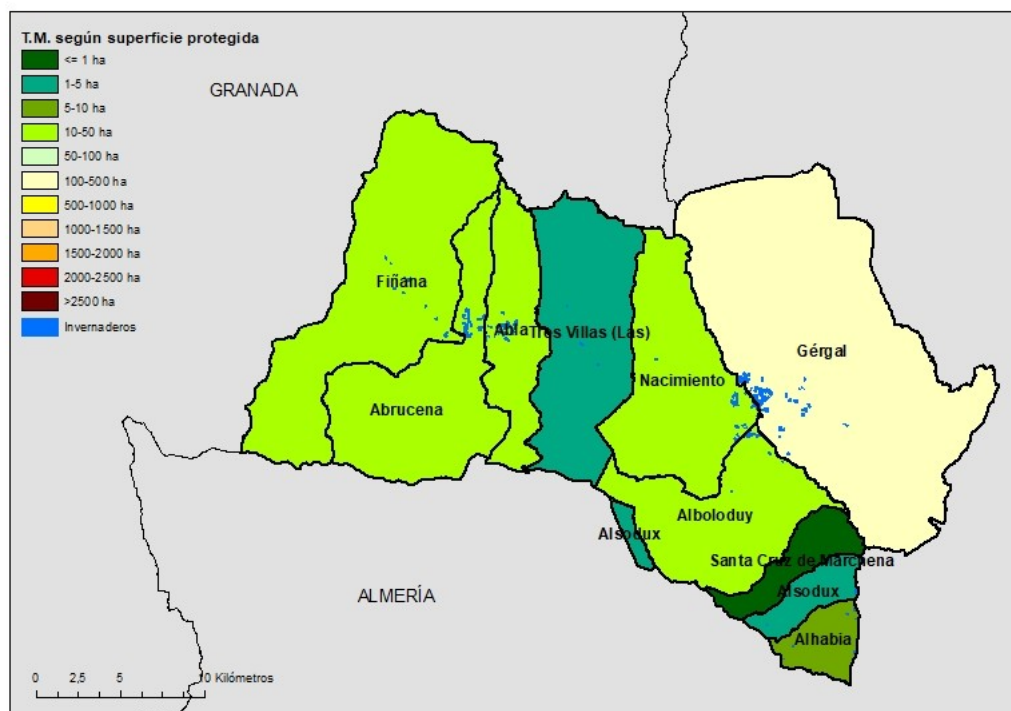 T.M. según superficie protegida
<= 1 ha
1-5 ha
5-10 ha
10-50 ha
50-100 ha
100-500 ha
500-1000 ha
1000-1500 ha
1500-2000 ha
2000-2500 ha
>2500 ha
Invernaderos
GRANADA
Fiñana
Abla
Tres Villas (Las)
Gérgal
Nacimiento
Abrucena
Alboloduy
Alsodux
Santa Cruz de Marchena
Alsodux
ALMERÍA
Alhabia
0 2,5 5 10 Kilómetros